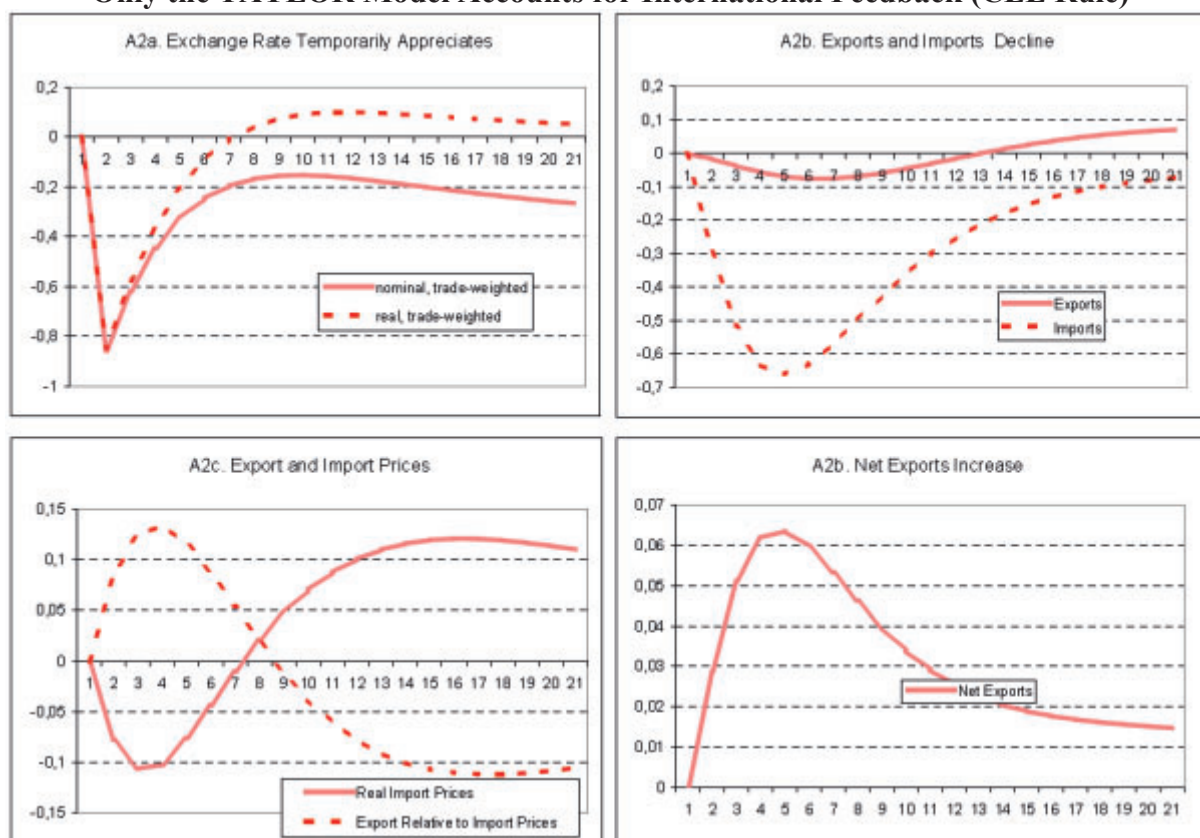 Only the TAYLOR Model Accounts for International Feedback (CEE Rule)
A2a. Exchange Rate Temporarily Appreciates
0,2
0
-0,2
-0,4
-0,6
-0,8
-1
1 2 3 4 5 6 7 8 9 10 11 12 13 14 15 16 17 18 19 20 21
nominal, trade-weighted
real, trade-weighted
A2b. Exports and Imports Decline
0,2
0,1
0
-0,1
-0,2
-0,3
-0,4
-0,5
-0,6
-0,7
1 2 3 4 5 6 7 8 9 10 11 12 13 14 15 16 17 18 19 20 21
Exports
Imports
A2c. Export and Import Prices
0,15
0,1
0,05
0
-0,05
-0,1
-0,15
1 2 3 4 5 6 7 8 9 10 11 12 13 14 15 16 17 18 19 20 21
Real Import Prices
Export Relative to Import Prices
A2b. Net Exports Increase
0,07
0,06
0,05
0,04
0,03
0,02
0,01
0
1 2 3 4 5 6 7 8 9 10 11 12 13 14 15 16 17 18 19 20 21
Net Exports